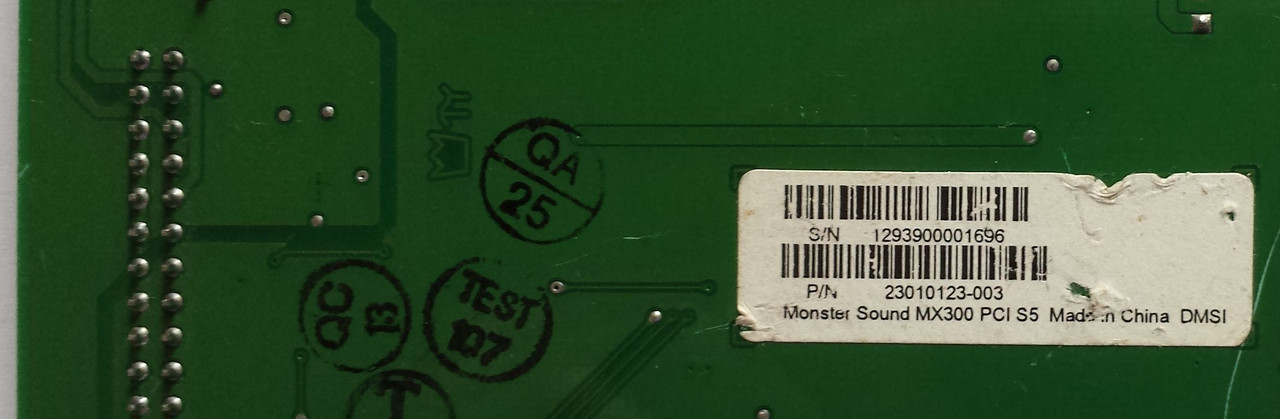 QA
25
S/N 1293900001696
P/N 23010123-003
Monster Sound MX300 PCI S5 Made in China DMSI
QC
13
TEST
107
T